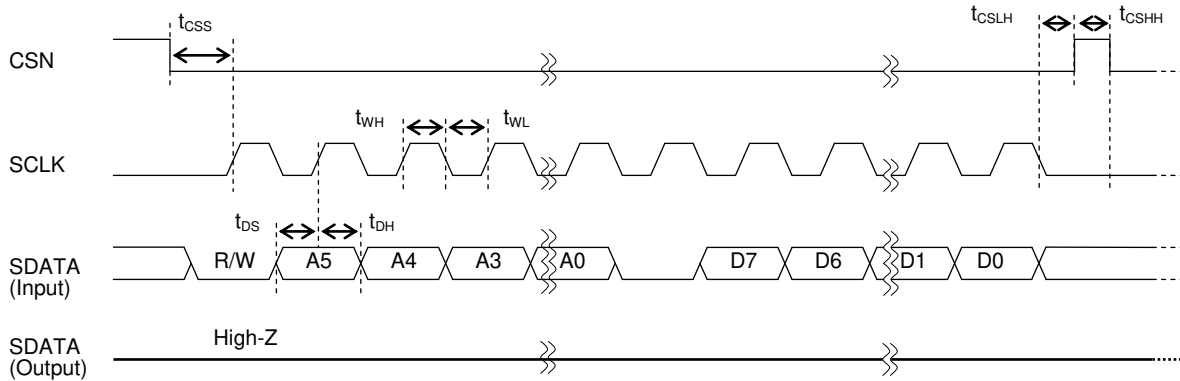 tCSS
tCSLH
tCSHH
CSN
tWH
tWL
SCLK
tDS
tDH
SDATA
(Input)
R/W
A5
A4
A3
A0
D7
D6
D1
D0
SDATA
(Output)
High-Z